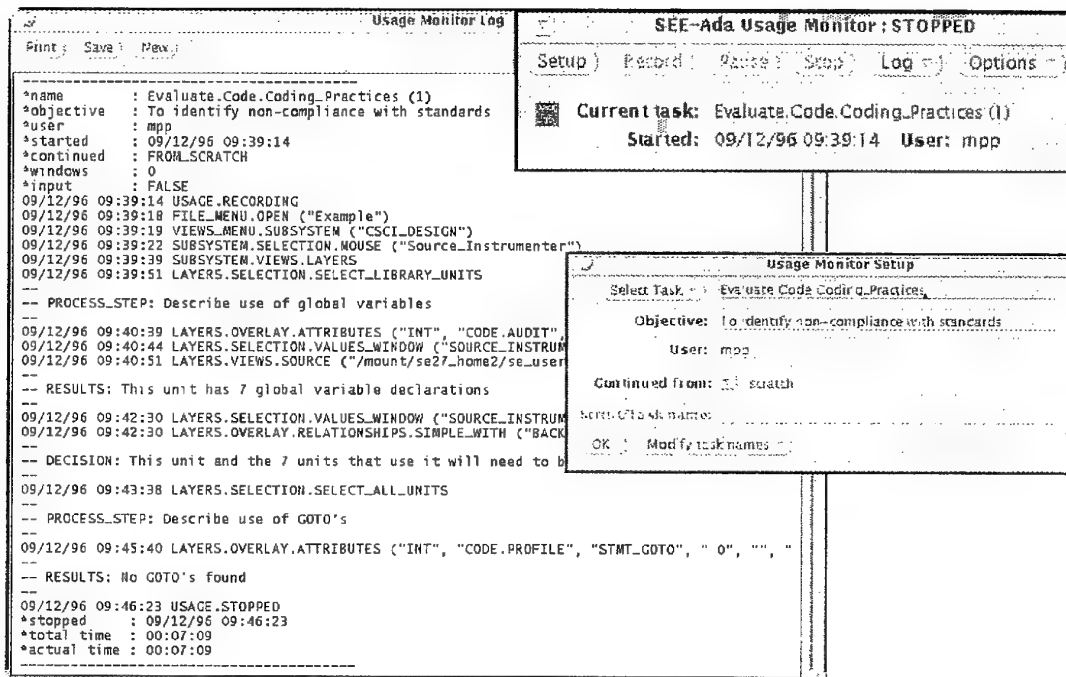 Usage Monitor Log
Print Save New
*name : Evaluate.Code.Coding_Practices (1)
*objective : To identify non-compliance with standards
*user : mpp
*started : 09/12/96 09:39:14
*continued : FROM_SCRATCH
*windows : 0
*input : FALSE
09/12/96 09:39:14 USAGE.RECORDING
09/12/96 09:39:18 FILE_MENU.OPEN ("Example")
09/12/96 09:39:19 VIEWS_MENU.SUBSYSTEM ("CSCI_DESIGN")
09/12/96 09:39:22 SUBSYSTEM.SELECTION.MOUSE ("Source_Instrumenter")
09/12/96 09:39:39 SUBSYSTEM.VIEWS.LAYERS
09/12/96 09:39:51 LAYERS.SELECTION.SELECT_LIBRARY_UNITS
--
-- PROCESS_STEP: Describe use of global variables
--
09/12/96 09:40:39 LAYERS.OVERLAY.ATTRIBUTES ("INT", "CODE.AUDIT",
09/12/96 09:40:44 LAYERS.SELECTION.VALUES_WINDOW ("SOURCE_INSTRUM
09/12/96 09:40:51 LAYERS.VIEWS.SOURCE ("/mount/se27_home2/se_user
--
-- RESULTS: This unit has 7 global variable declarations
--
09/12/96 09:42:30 LAYERS.SELECTION.VALUES_WINDOW ("SOURCE_INSTRUM
09/12/96 09:42:30 LAYERS.OVERLAY.RELATIONSHIPS.SIMPLE_WITH ("BACK
--
-- DECISION: This unit and the 7 units that use it will need to b
--
09/12/96 09:43:38 LAYERS.SELECTION.SELECT_ALL_UNITS
--
-- PROCESS_STEP: Describe use of GOTO's
--
09/12/96 09:45:40 LAYERS.OVERLAY.ATTRIBUTES ("INT", "CODE.PROFILE", "STMT_GOTO", " 0", "", "
--
-- RESULTS: No GOTO's found
--
09/12/96 09:46:23 USAGE.STOPPED
*stopped : 09/12/96 09:46:23
*total time : 00:07:09
*actual time : 00:07:09
SEE-Ada Usage Monitor : STOPPED
Setup Record Pause Stop Log Options
Current task: Evaluate.Code.Coding_Practices (1)
Started: 09/12/96 09:39:14 User: mpp
Usage Monitor Setup
Select Task Evaluate.Code.Coding_Practices
Objective: To identify non-compliance with standards
User: mpp
Continued from: scratch
task name:
OK Modify task names